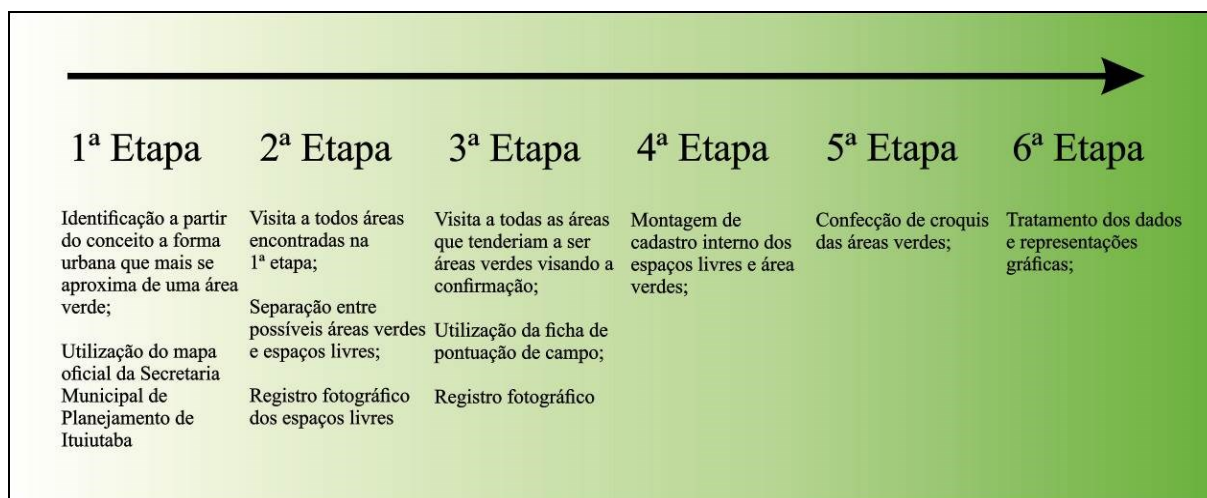 1ª Etapa
Identificação a partir
do conceito a forma
urbana que mais se
aproxima de uma área
verde;
Utilização do mapa
oficial da Secretaria
Municipal de
Planejamento de
Ituiutaba
2ª Etapa
Visita a todos áreas
encontradas na
1ª etapa;
Separação entre
possíveis áreas verdes
e espaços livres;
Registro fotográfico
dos espaços livres
3ª Etapa
Visita a todas as áreas
que tenderiam a ser
áreas verdes visando a
confirmação;
Utilização da ficha de
pontuação de campo;
Registro fotográfico
4ª Etapa
Montagem de
cadastro interno dos
espaços livres e área
verdes;
5ª Etapa
Confecção de croquis
das áreas verdes;
6ª Etapa
Tratamento dos dados
e representações
gráficas;